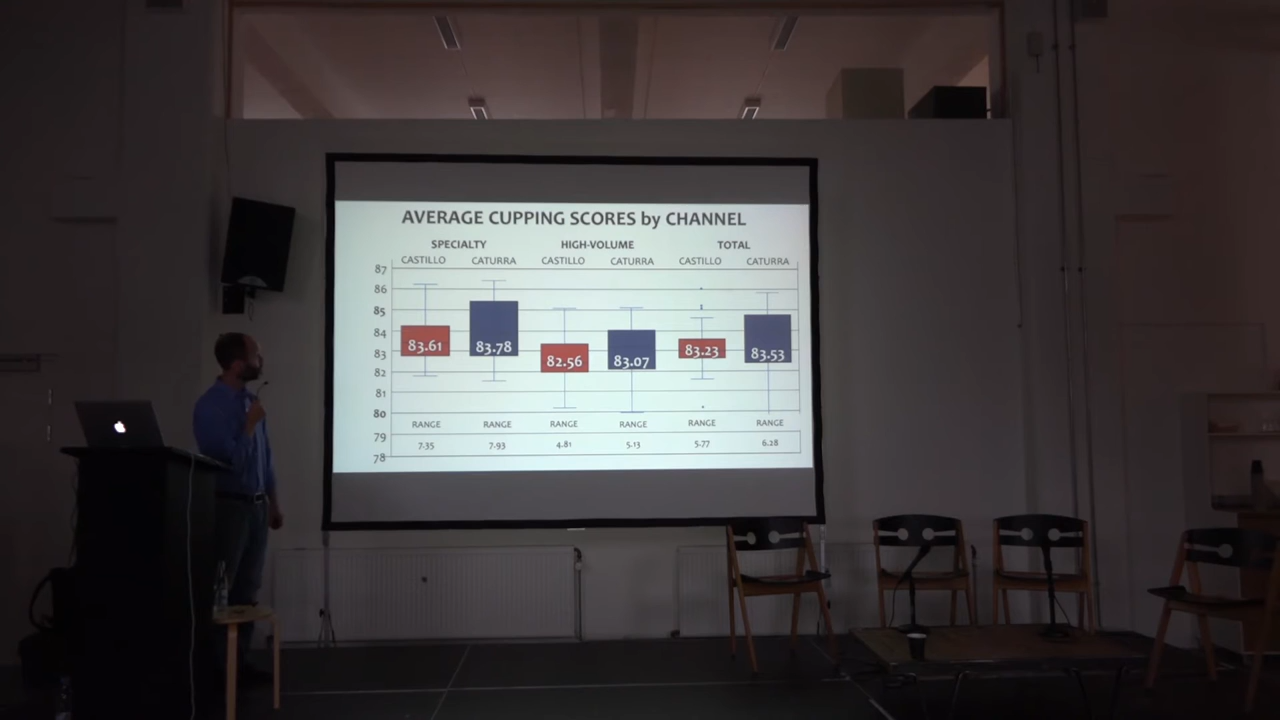 AVERAGE CUPPING SCORES by CHANNEL
SPECIALTY HIGH-VOLUME TOTAL
CASTILLO CATURRA CASTILLO CATURRA CASTILLO CATURRA
87
86
85
84
83
82
81
80
79
78
83.61 83.78 82.56 83.07 83.23 83.53
RANGE RANGE RANGE RANGE RANGE RANGE
7.35 7.93 4.81 5.13 5.77 6.28